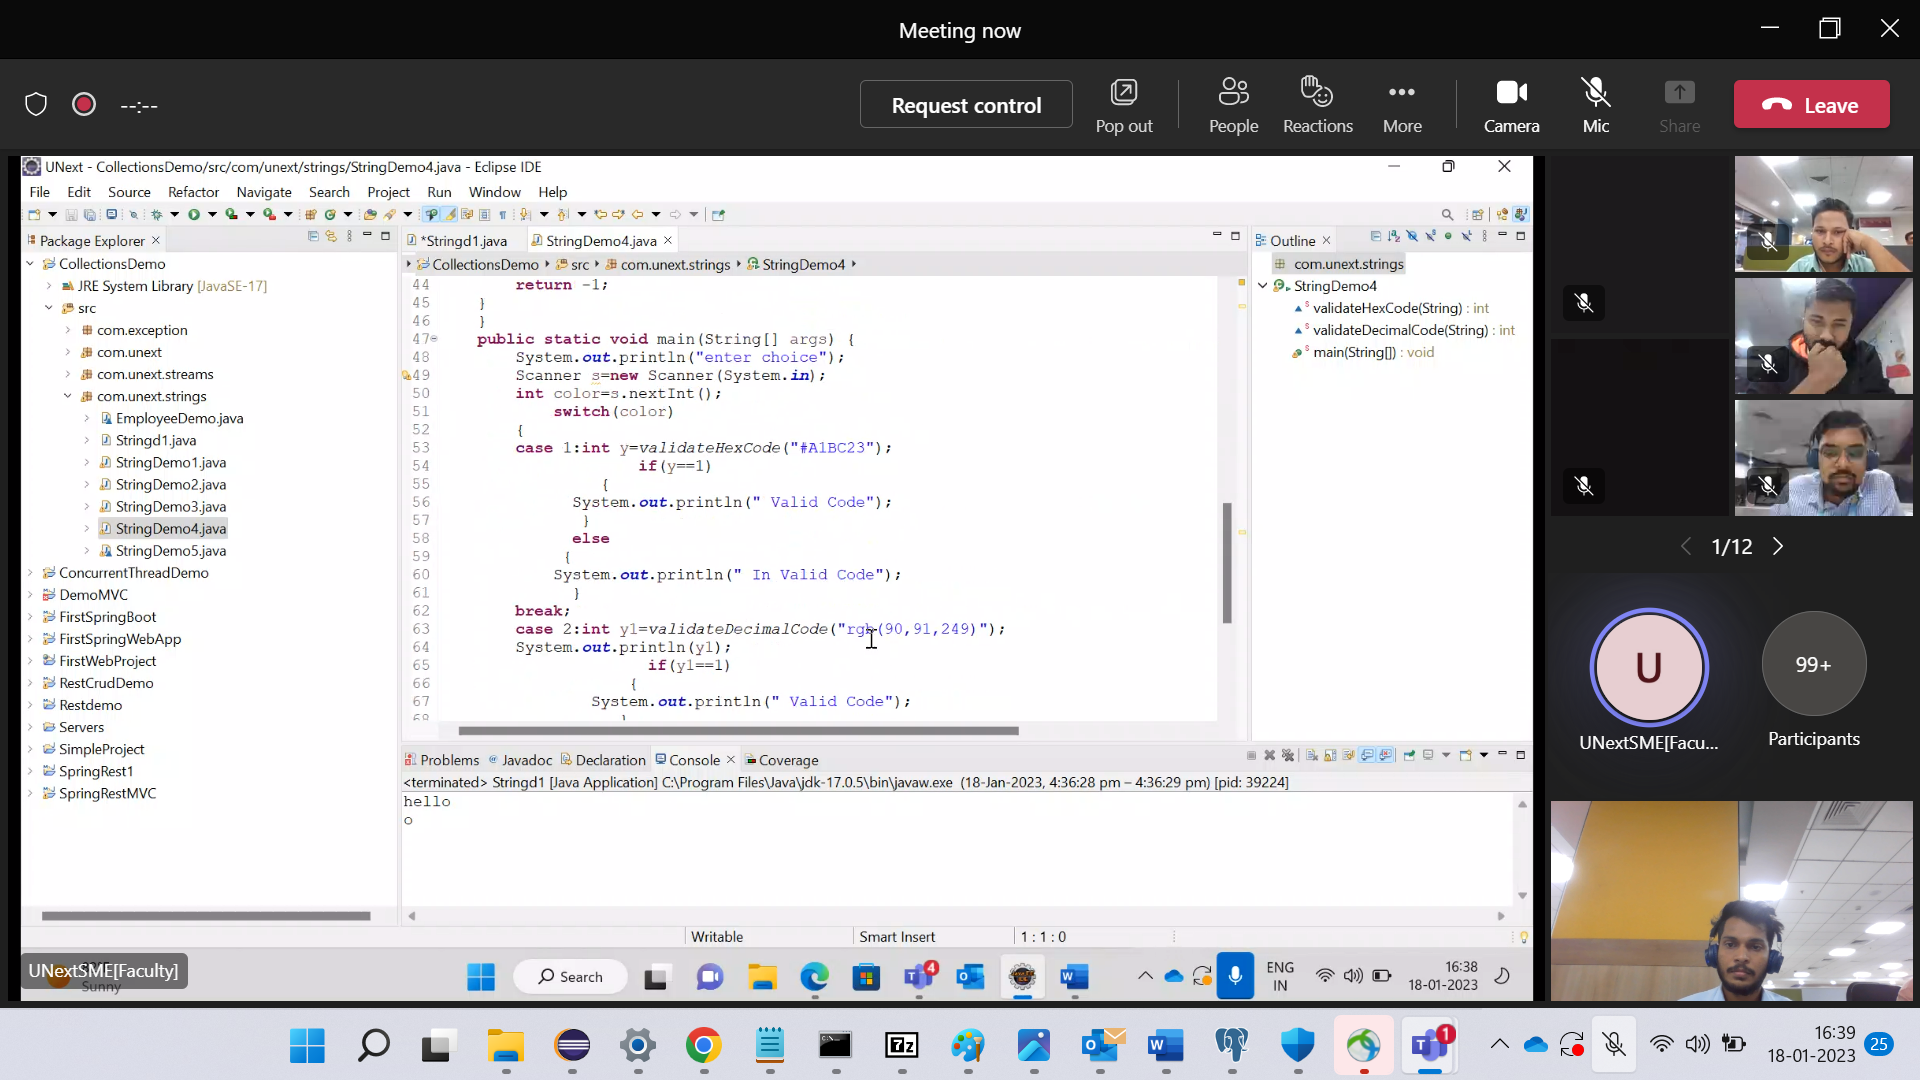 Meeting now
--:--
Request control
Pop out
People
Reactions
More
Camera
Mic
Share
Leave
UNext - CollectionsDemo/src/com/unext/strings/StringDemo4.java - Eclipse IDE
File Edit Source Refactor Navigate Search Project Run Window Help
Package Explorer
CollectionsDemo
JRE System Library [JavaSE-17]
src
com.exception
com.unext
com.unext.streams
com.unext.strings
EmployeeDemo.java
Stringd1.java
StringDemo1.java
StringDemo2.java
StringDemo3.java
StringDemo4.java
StringDemo5.java
ConcurrentThreadDemo
DemoMVC
FirstSpringBoot
FirstSpringWebApp
FirstWebProject
RestCrudDemo
Restdemo
Servers
SimpleProject
SpringRest1
SpringRestMVC
*Stringd1.java
StringDemo4.java
CollectionsDemo src com.unext.strings StringDemo4
44 return -1;
45 }
46 }
47 public static void main(String[] args) {
48 System.out.println("enter choice");
49 Scanner s=new Scanner(System.in);
50 int color=s.nextInt();
51 switch(color)
52 {
53 case 1:int y=validateHexCode("#A1BC23");
54 if(y==1)
55 {
56 System.out.println(" Valid Code");
57 }
58 else
59 {
60 System.out.println(" In Valid Code");
61 }
62 break;
63 case 2:int y1=validateDecimalCode("rgb(90,91,249)");
64 System.out.println(y1);
65 if(y1==1)
66 {
67 System.out.println(" Valid Code");
68 }
Outline
com.unext.strings
StringDemo4
validateHexCode(String) : int
validateDecimalCode(String) : int
main(String[]) : void
Problems Javadoc Declaration Console Coverage
<terminated> Stringd1 [Java Application] C:\Program Files\Java\jdk-17.0.5\bin\javaw.exe (18-Jan-2023, 4:36:28 pm – 4:36:29 pm) [pid: 39224]
hello
o
Writable
Smart Insert
1 : 1 : 0
UNextSME[Faculty]
Sunny
Search
4
ENG
IN
16:38
18-01-2023
1/12
U
UNextSME[Facu...
99+
Participants
7z
1
16:39
18-01-2023
25